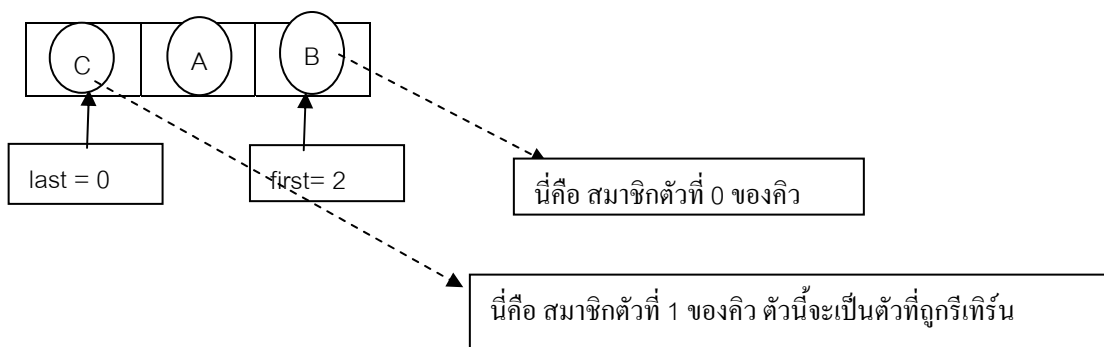 C A B
last = 0 first= 2
นี่คือ สมาชิกตัวที่ 0 ของคิว
นี่คือ สมาชิกตัวที่ 1 ของคิว ตัวนี้จะเป็นตัวที่ถูกรีเทิร์น